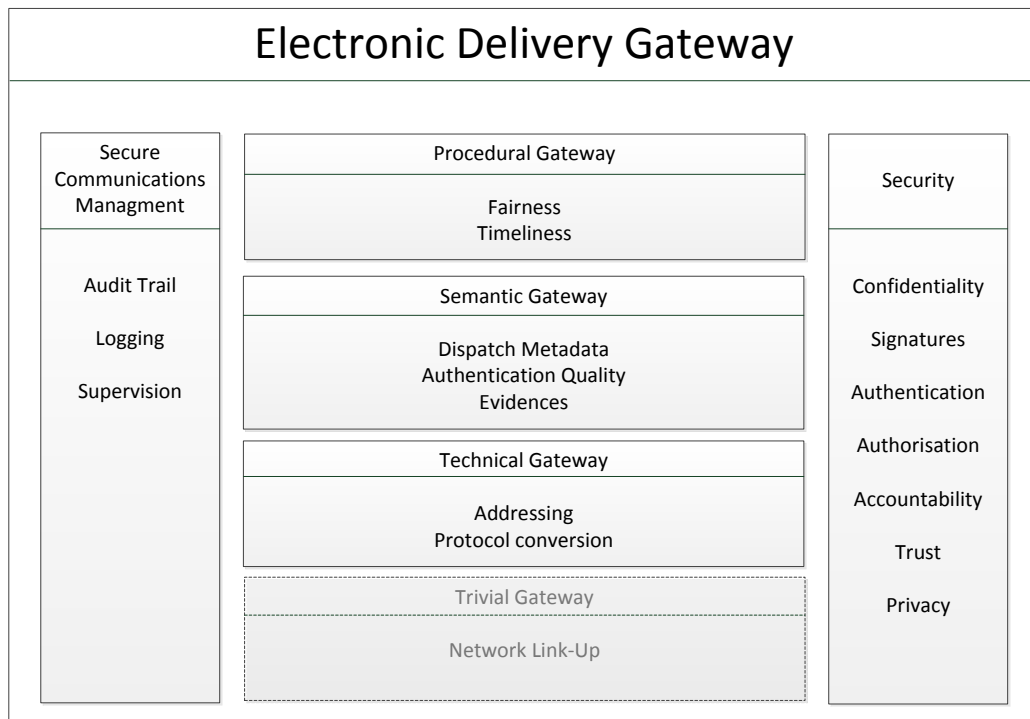 Electronic Delivery Gateway
Secure
Communications
Managment
Audit Trail
Logging
Supervision
Procedural Gateway
Fairness
Timeliness
Semantic Gateway
Dispatch Metadata
Authentication Quality
Evidences
Technical Gateway
Addressing
Protocol conversion
Trivial Gateway
Network Link-Up
Security
Confidentiality
Signatures
Authentication
Authorisation
Accountability
Trust
Privacy